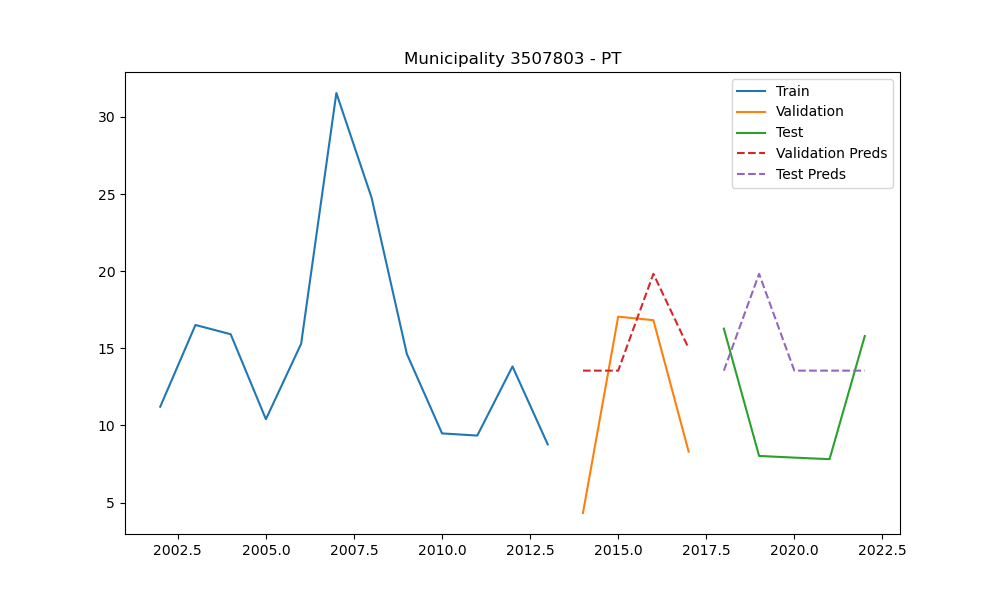 Municipality 3507803 - PT
Train
Validation
Test
Validation Preds
Test Preds
30
25
20
15
10
5
2002.5 2005.0 2007.5 2010.0 2012.5 2015.0 2017.5 2020.0 2022.5